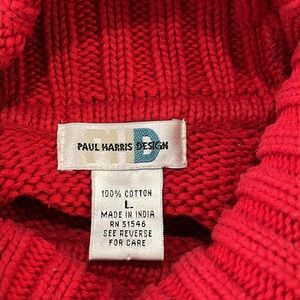 PHD
PAUL HARRIS DESIGN
100% COTTON
L
MADE IN INDIA
RN 51546
SEE REVERSE
FOR CARE